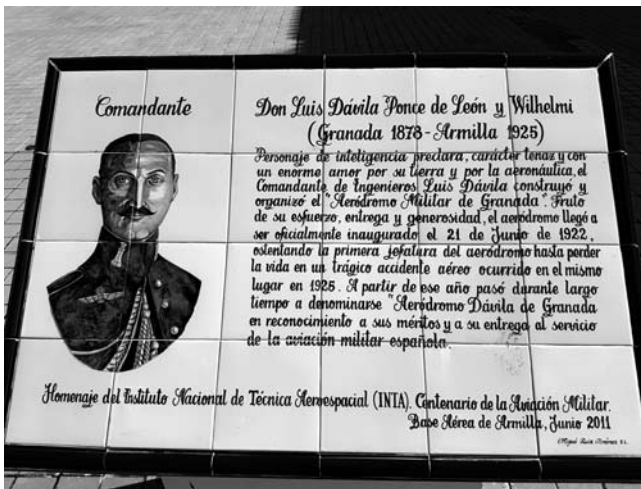 Comandante
Don Luis Dávila Ponce de León y Wilhelmi
(Granada 1878 - Armilla 1925)
Personaje de inteligencia preclara, carácter tenaz y con
un enorme amor por su tierra y por la aeronáutica, el
Comandante de Ingenieros Luis Dávila construyó y
organizó el "Aeródromo Militar de Granada". Fruto
de su esfuerzo, entrega y generosidad, el aeródromo llegó a
ser oficialmente inaugurado el 21 de Junio de 1922,
ostentando la primera jefatura del aeródromo hasta perder
la vida en un trágico accidente aéreo ocurrido en el mismo
lugar en 1925. A partir de ese año pasó durante largo
tiempo a denominarse "Aeródromo Dávila de Granada
en reconocimiento a sus méritos y a su entrega al servicio
de la aviación militar española.
Homenaje del Instituto Nacional de Técnica Aeroespacial (INTA). Centenario de la Aviación Militar.
Base Aérea de Armilla, Junio 2011